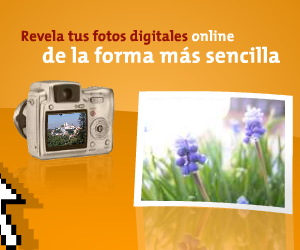 Revela tus fotos digitales online
de la forma más sencilla